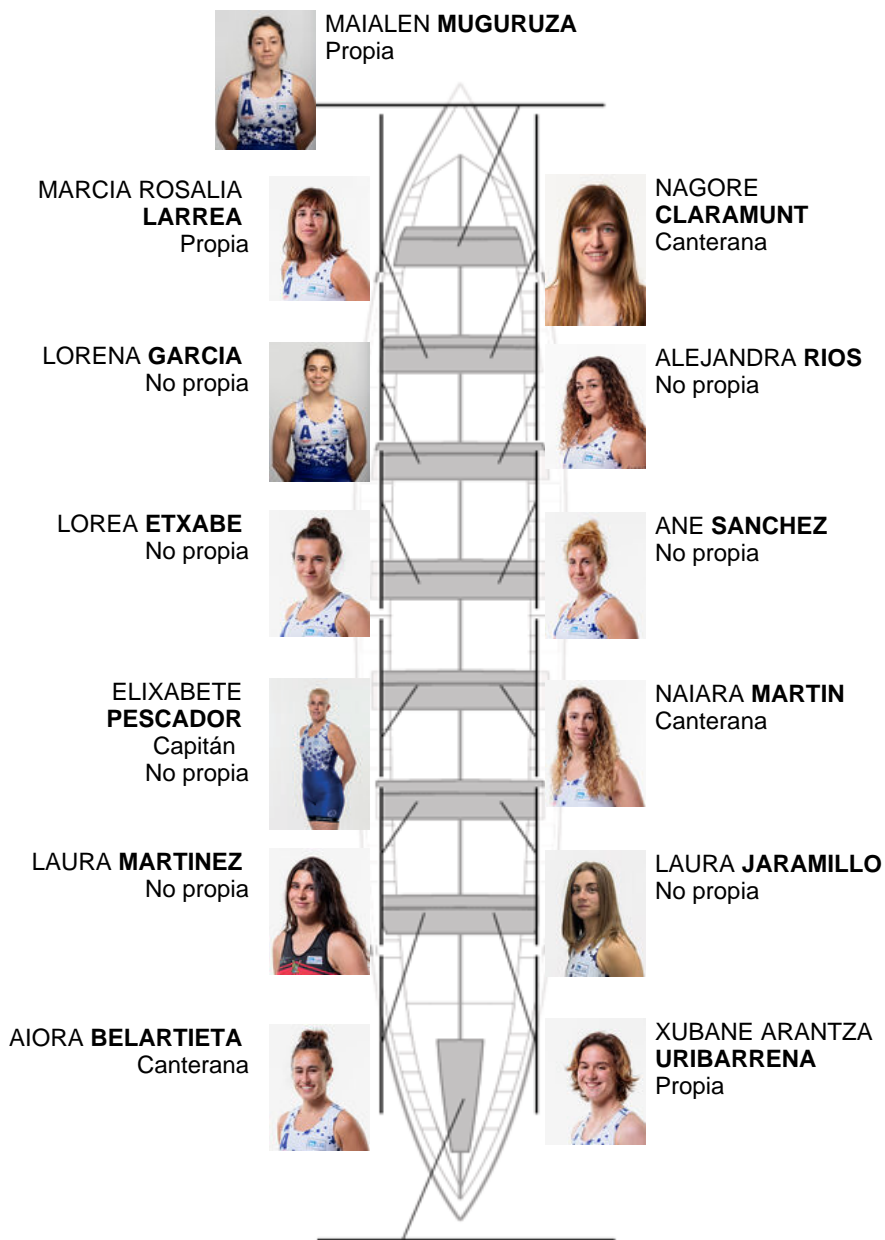 MAIALEN MUGURUZA
Propia
MARCIA ROSALIA
LARREA
Propia
NAGORE
CLARAMUNT
Canterana
LORENA GARCIA
No propia
ALEJANDRA RIOS
No propia
LOREA ETXABE
No propia
ANE SANCHEZ
No propia
ELIXABETE
PESCADOR
Capitán
No propia
NAIARA MARTIN
Canterana
LAURA MARTINEZ
No propia
LAURA JARAMILLO
No propia
AIORA BELARTIETA
Canterana
XUBANE ARANTZA
URIBARRENA
Propia